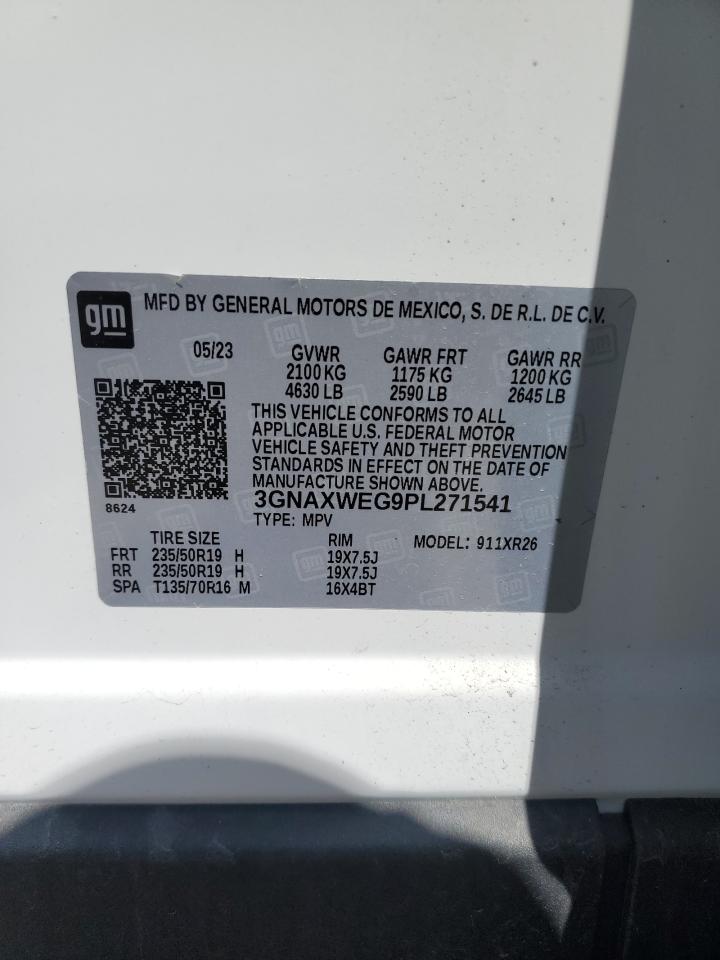 gm
MFD BY GENERAL MOTORS DE MEXICO, S. DE R.L. DE C.V.
05/23 GVWR GAWR FRT GAWR RR
2100 KG 1175 KG 1200 KG
4630 LB 2590 LB 2645 LB
THIS VEHICLE CONFORMS TO ALL
APPLICABLE U.S. FEDERAL MOTOR
VEHICLE SAFETY AND THEFT PREVENTION
STANDARDS IN EFFECT ON THE DATE OF
MANUFACTURE SHOWN ABOVE.
8624
3GNAXWEG9PL271541
TYPE: MPV
TIRE SIZE RIM MODEL: 911XR26
FRT 235/50R19 H 19X7.5J
RR 235/50R19 H 19X7.5J
SPA T135/70R16 M 16X4BT